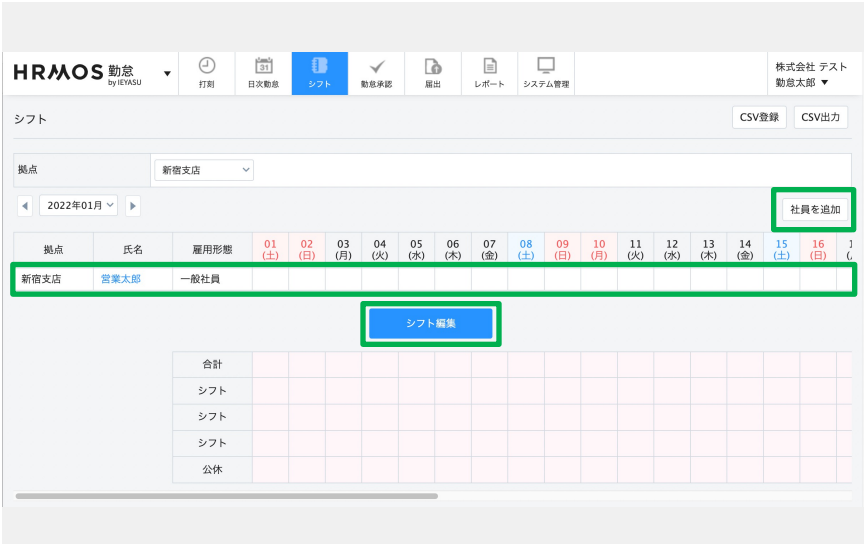 HRMOS 勤怠 by IEYASU ▼
打刻 31 日次勤怠 シフト 勤怠承認 届出 レポート システム管理
株式会社 テスト
勤怠太郎 ▼
シフト CSV登録 CSV出力
拠点 新宿支店
2022年01月 社員を追加
拠点 氏名 雇用形態 01 02 03 04 05 06 07 08 09 10 11 12 13 14 15 16
(土) (日) (月) (火) (水) (木) (金) (土) (日) (月) (火) (水) (木) (金) (土) (日)
新宿支店 営業太郎 一般社員
シフト編集
合計
シフト
シフト
シフト
公休